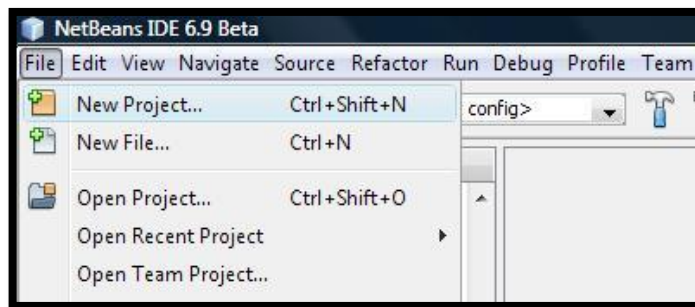 NetBeans IDE 6.9 Beta
File Edit View Navigate Source Refactor Run Debug Profile Team
New Project... Ctrl+Shift+N
config>
New File... Ctrl+N
Open Project... Ctrl+Shift+O
Open Recent Project
Open Team Project...